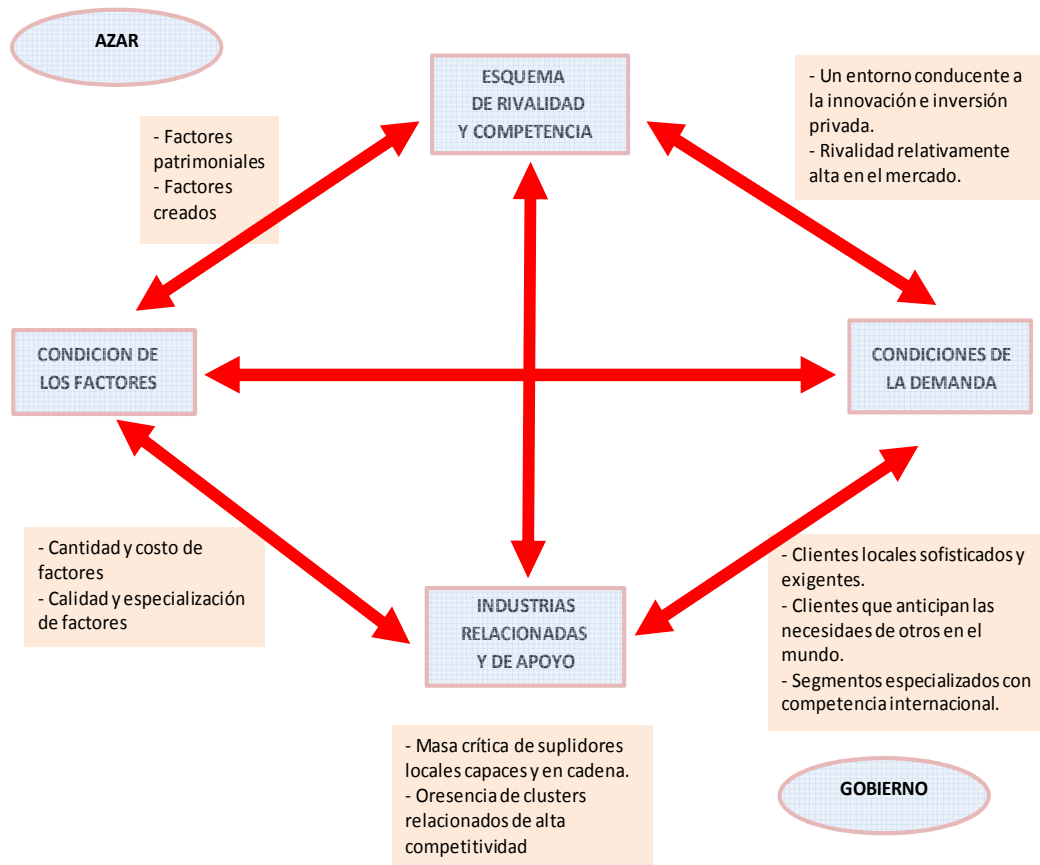 AZAR
ESQUEMA
DE RIVALIDAD
Y COMPETENCIA
- Un entorno conducente a
la innovación e inversión
privada.
- Rivalidad relativamente
alta en el mercado.
- Factores
patrimoniales
- Factores
creados
CONDICION DE
LOS FACTORES
CONDICIONES DE
LA DEMANDA
- Cantidad y costo de
factores
- Calidad y especialización
de factores
INDUSTRIAS
RELACIONADAS
Y DE APOYO
- Clientes locales sofisticados y
exigentes.
- Clientes que anticipan las
necesidaes de otros en el
mundo.
- Segmentos especializados con
competencia internacional.
- Masa crítica de suplidores
locales capaces y en cadena.
- Oresencia de clusters
relacionados de alta
competitividad
GOBIERNO